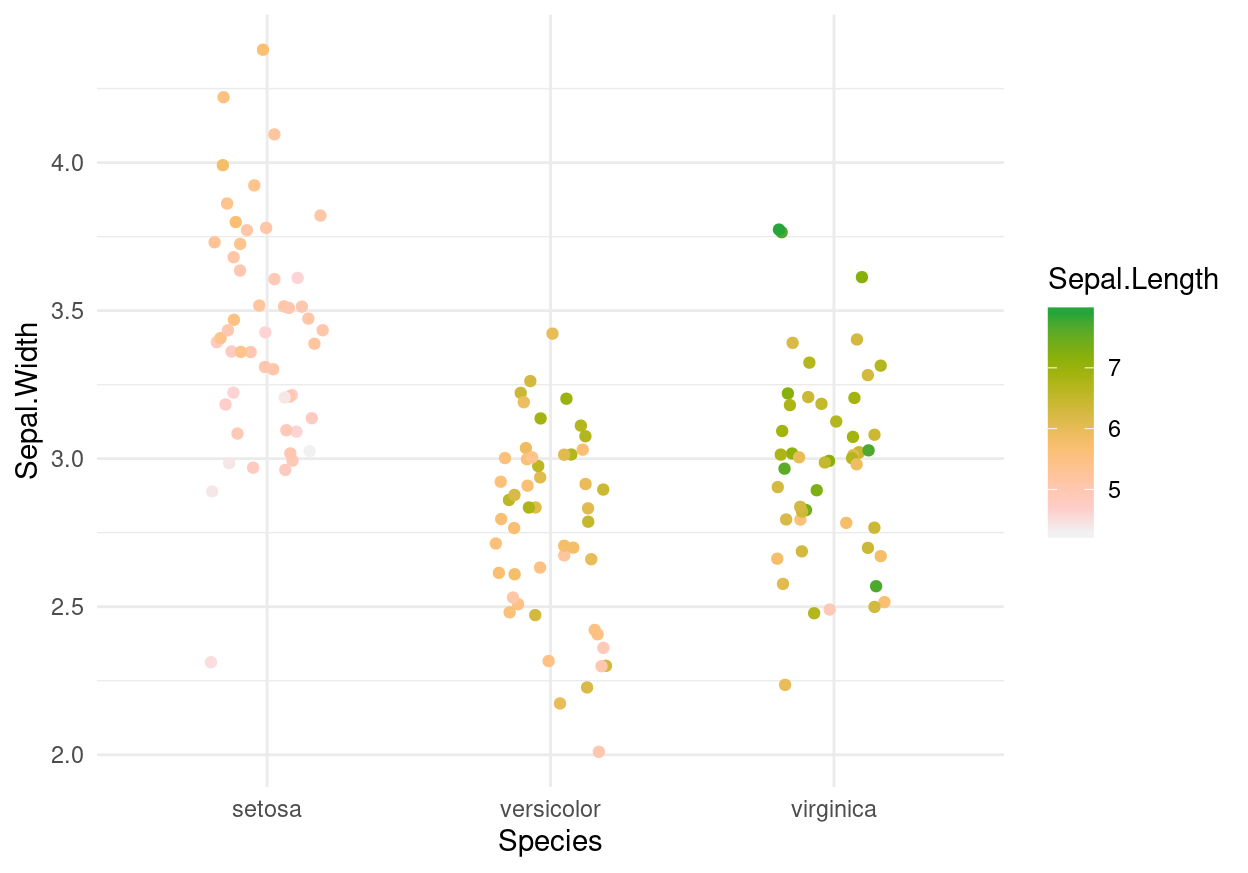 Sepal.Width
4.0
3.5
3.0
2.5
2.0
setosa
versicolor
virginica
Species
Sepal.Length
7
6
5